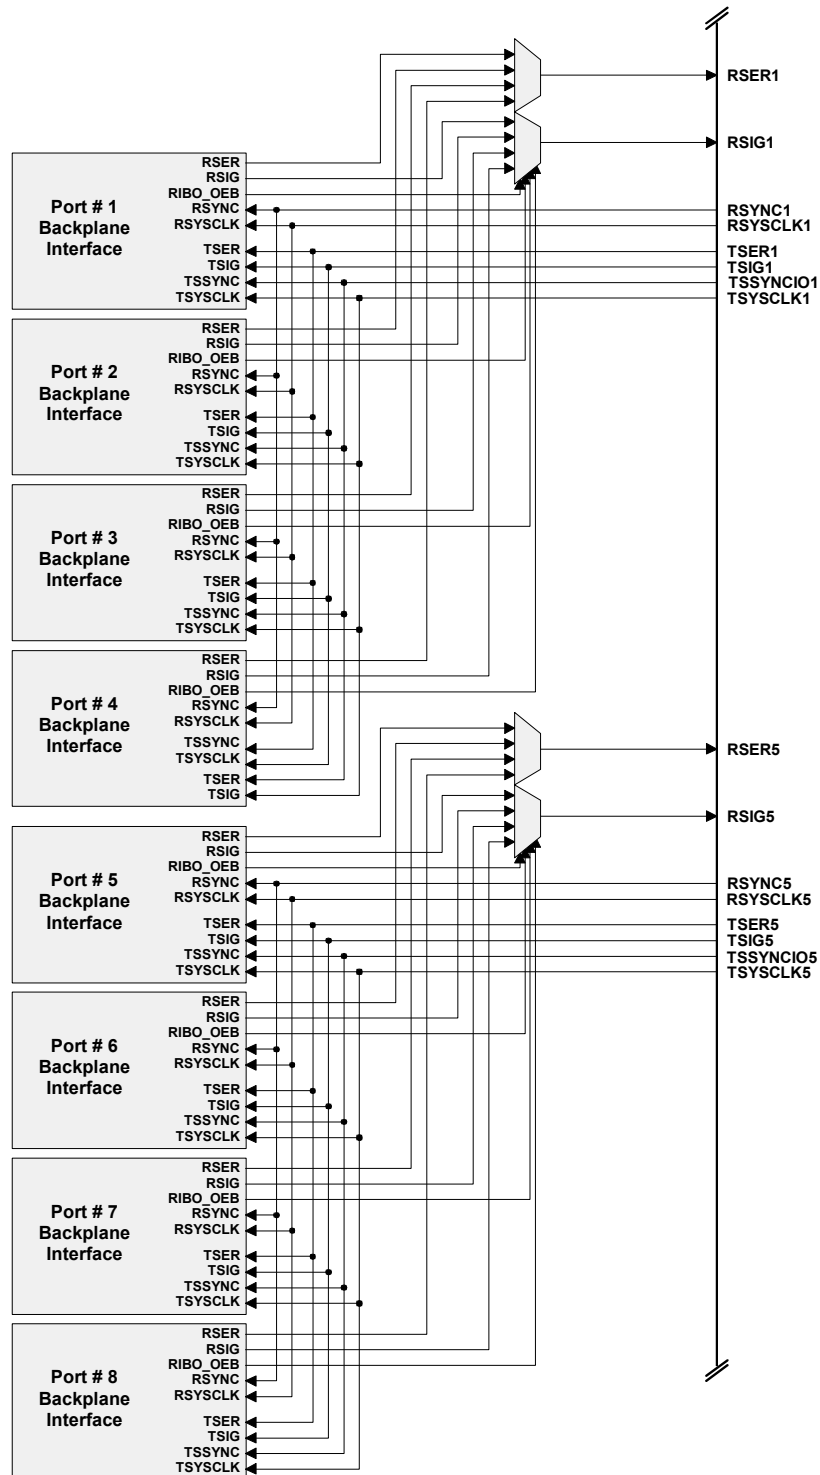 RSER1
RSIG1
Port # 1
Backplane
Interface
RSER
RSIG
RIBO_OEB
RSYNC
RSYSCLK
TSER
TSIG
TSSYNC
TSYSCLK
RSYNC1
RSYSCLK1
TSER1
TSIG1
TSSYNCIO1
TSYSCLK1
Port # 2
Backplane
Interface
RSER
RSIG
RIBO_OEB
RSYNC
RSYSCLK
TSER
TSIG
TSSYNC
TSYSCLK
Port # 3
Backplane
Interface
RSER
RSIG
RIBO_OEB
RSYNC
RSYSCLK
TSER
TSIG
TSSYNC
TSYSCLK
Port # 4
Backplane
Interface
RSER
RSIG
RIBO_OEB
RSYNC
RSYSCLK
TSSYNC
TSYSCLK
TSER
TSIG
RSER5
RSIG5
Port # 5
Backplane
Interface
RSER
RSIG
RIBO_OEB
RSYNC
RSYSCLK
TSER
TSIG
TSSYNC
TSYSCLK
RSYNC5
RSYSCLK5
TSER5
TSIG5
TSSYNCIO5
TSYSCLK5
Port # 6
Backplane
Interface
RSER
RSIG
RIBO_OEB
RSYNC
RSYSCLK
TSER
TSIG
TSSYNC
TSYSCLK
Port # 7
Backplane
Interface
RSER
RSIG
RIBO_OEB
RSYNC
RSYSCLK
TSER
TSIG
TSSYNC
TSYSCLK
Port # 8
Backplane
Interface
RSER
RSIG
RIBO_OEB
RSYNC
RSYSCLK
TSER
TSIG
TSSYNC
TSYSCLK